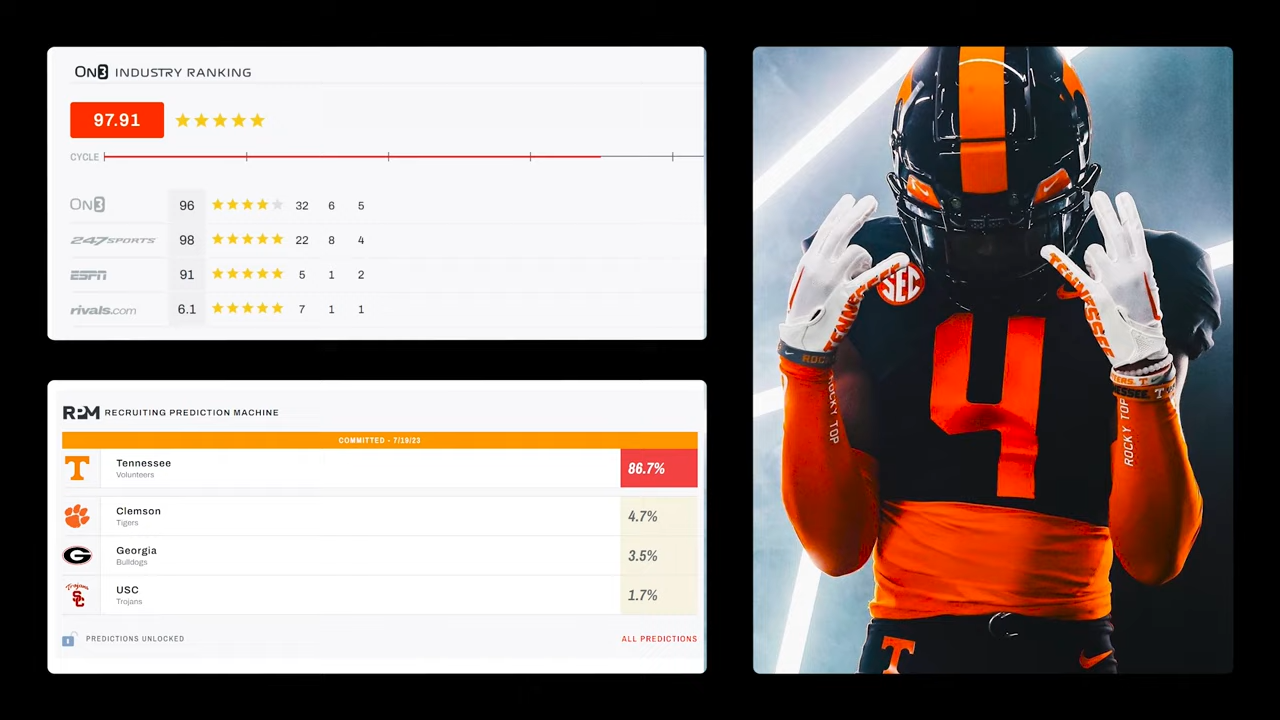 On3 INDUSTRY RANKING
97.91
CYCLE
On3 96 32 6 5
247SPORTS 98 22 8 4
ESPN 91 5 1 2
rivals.com 6.1 7 1 1
RPM RECRUITING PREDICTION MACHINE
COMMITTED - 7/19/23
T Tennessee 86.7%
Volunteers
Clemson 4.7%
Tigers
G Georgia 3.5%
Bulldogs
Trojans SC USC 1.7%
Trojans
PREDICTIONS UNLOCKED ALL PREDICTIONS
SEC
TENNESSEE
TENNESSEE
4
ROCKY TOP
ROCKY TOP
T